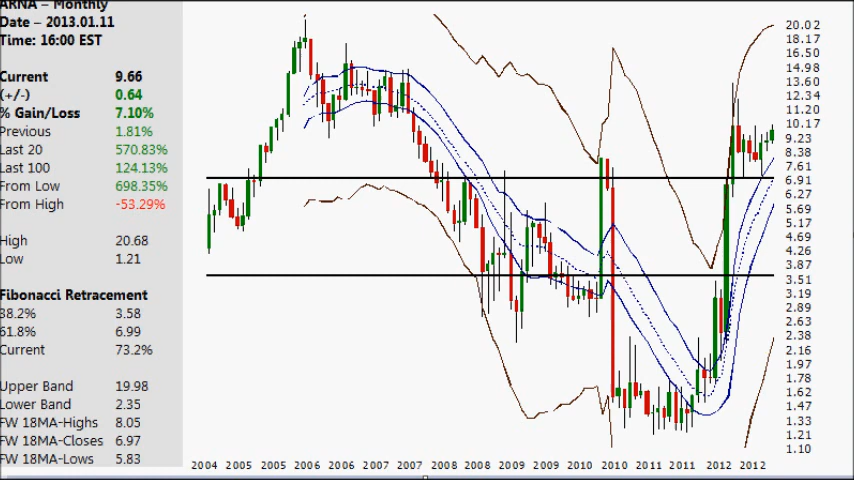 ARNA – Monthly
Date – 2013.01.11
Time: 16:00 EST
Current 9.66
(+/-) 0.64
% Gain/Loss 7.10%
Previous 1.81%
Last 20 570.83%
Last 100 124.13%
From Low 698.35%
From High -53.29%
High 20.68
Low 1.21
Fibonacci Retracement
38.2% 3.58
61.8% 6.99
Current 73.2%
Upper Band 19.98
Lower Band 2.35
FW 18MA-Highs 8.05
FW 18MA-Closes 6.97
FW 18MA-Lows 5.83
20.02
18.17
16.50
14.98
13.60
12.34
11.20
10.17
9.23
8.38
7.61
6.91
6.27
5.69
5.17
4.69
4.26
3.87
3.51
3.19
2.89
2.63
2.38
2.16
1.97
1.78
1.62
1.47
1.33
1.21
1.10
2004 2005 2005 2006 2006 2007 2007 2008 2008 2009 2009 2010 2010 2011 2011 2012 2012